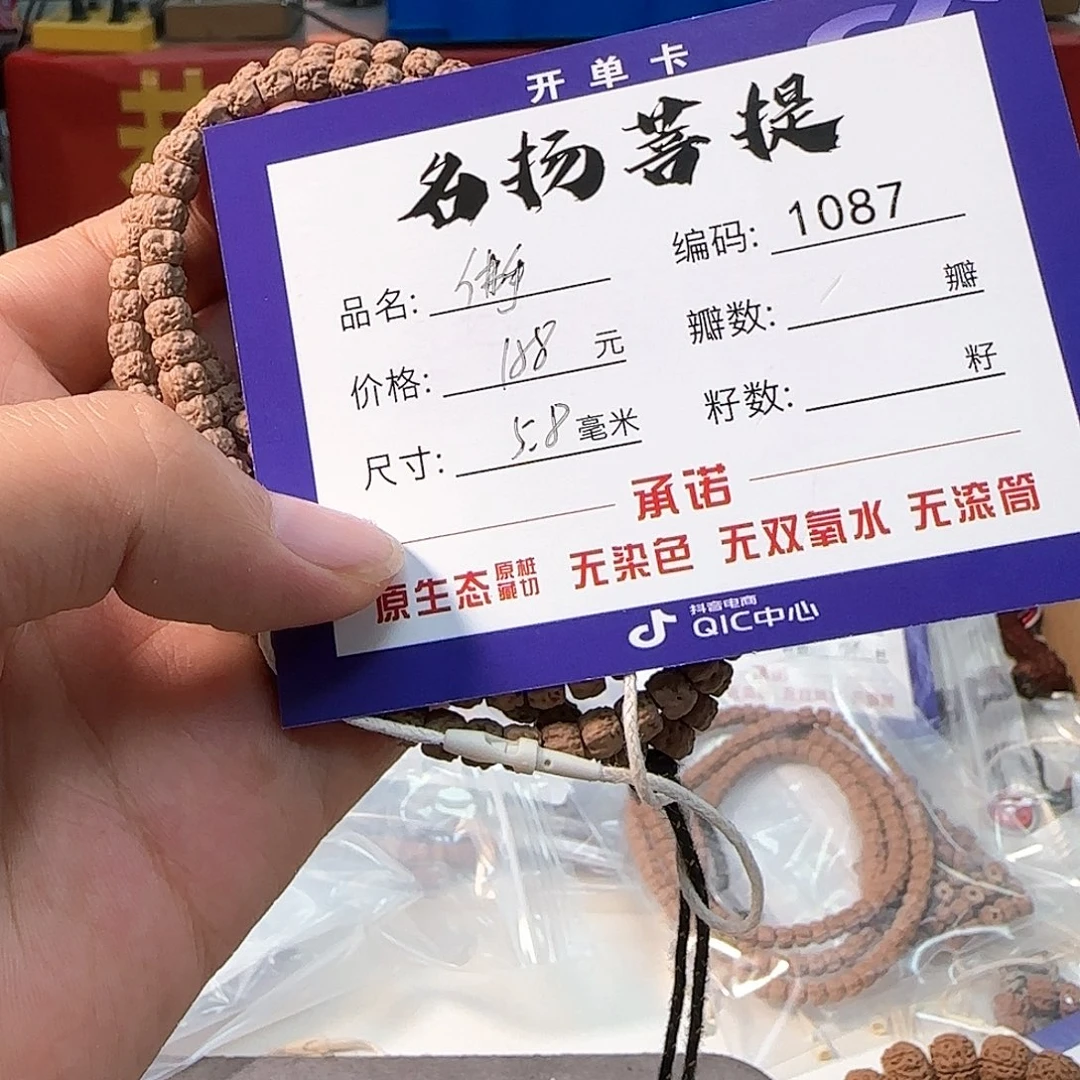 开单卡
名扬菩提
品名: 编码: 1087
价格: 188 元 瓣数: 瓣
尺寸: 5.8 毫米 籽数: 籽
承诺
原生态 原桩藏切 无染色 无双氧水 无滚筒
抖音电商
QIC中心